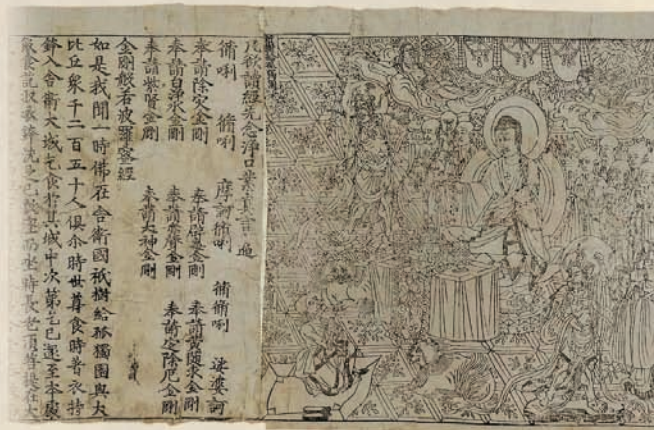 凡欲讀經先念淨口業真言一遍
脩唎 脩唎 摩訶脩唎 脩脩唎 娑婆訶
奉請除灾金剛 奉請辟毒金剛 奉請黃隨求金剛
奉請白淨水金剛 奉請赤聲金剛 奉請定除厄金剛
奉請紫賢金剛 奉請大神金剛
金剛般若波羅蜜經
如是我聞一時佛在舍衛國祇樹給孤獨園與大
比丘眾千二百五十人俱尒時世尊食時著衣持
鉢入舍衛大城乞食於其城中次第乞已還至本處
飯食訖收衣鉢洗足已敷座而坐時長老須菩提在大